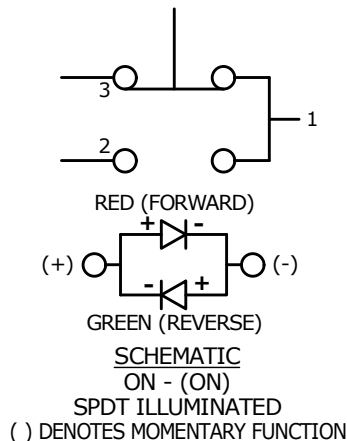 3
1
2
RED (FORWARD)
+ -
(+) (-)
- +
GREEN (REVERSE)
SCHEMATIC
ON - (ON)
SPDT ILLUMINATED
( ) DENOTES MOMENTARY FUNCTION